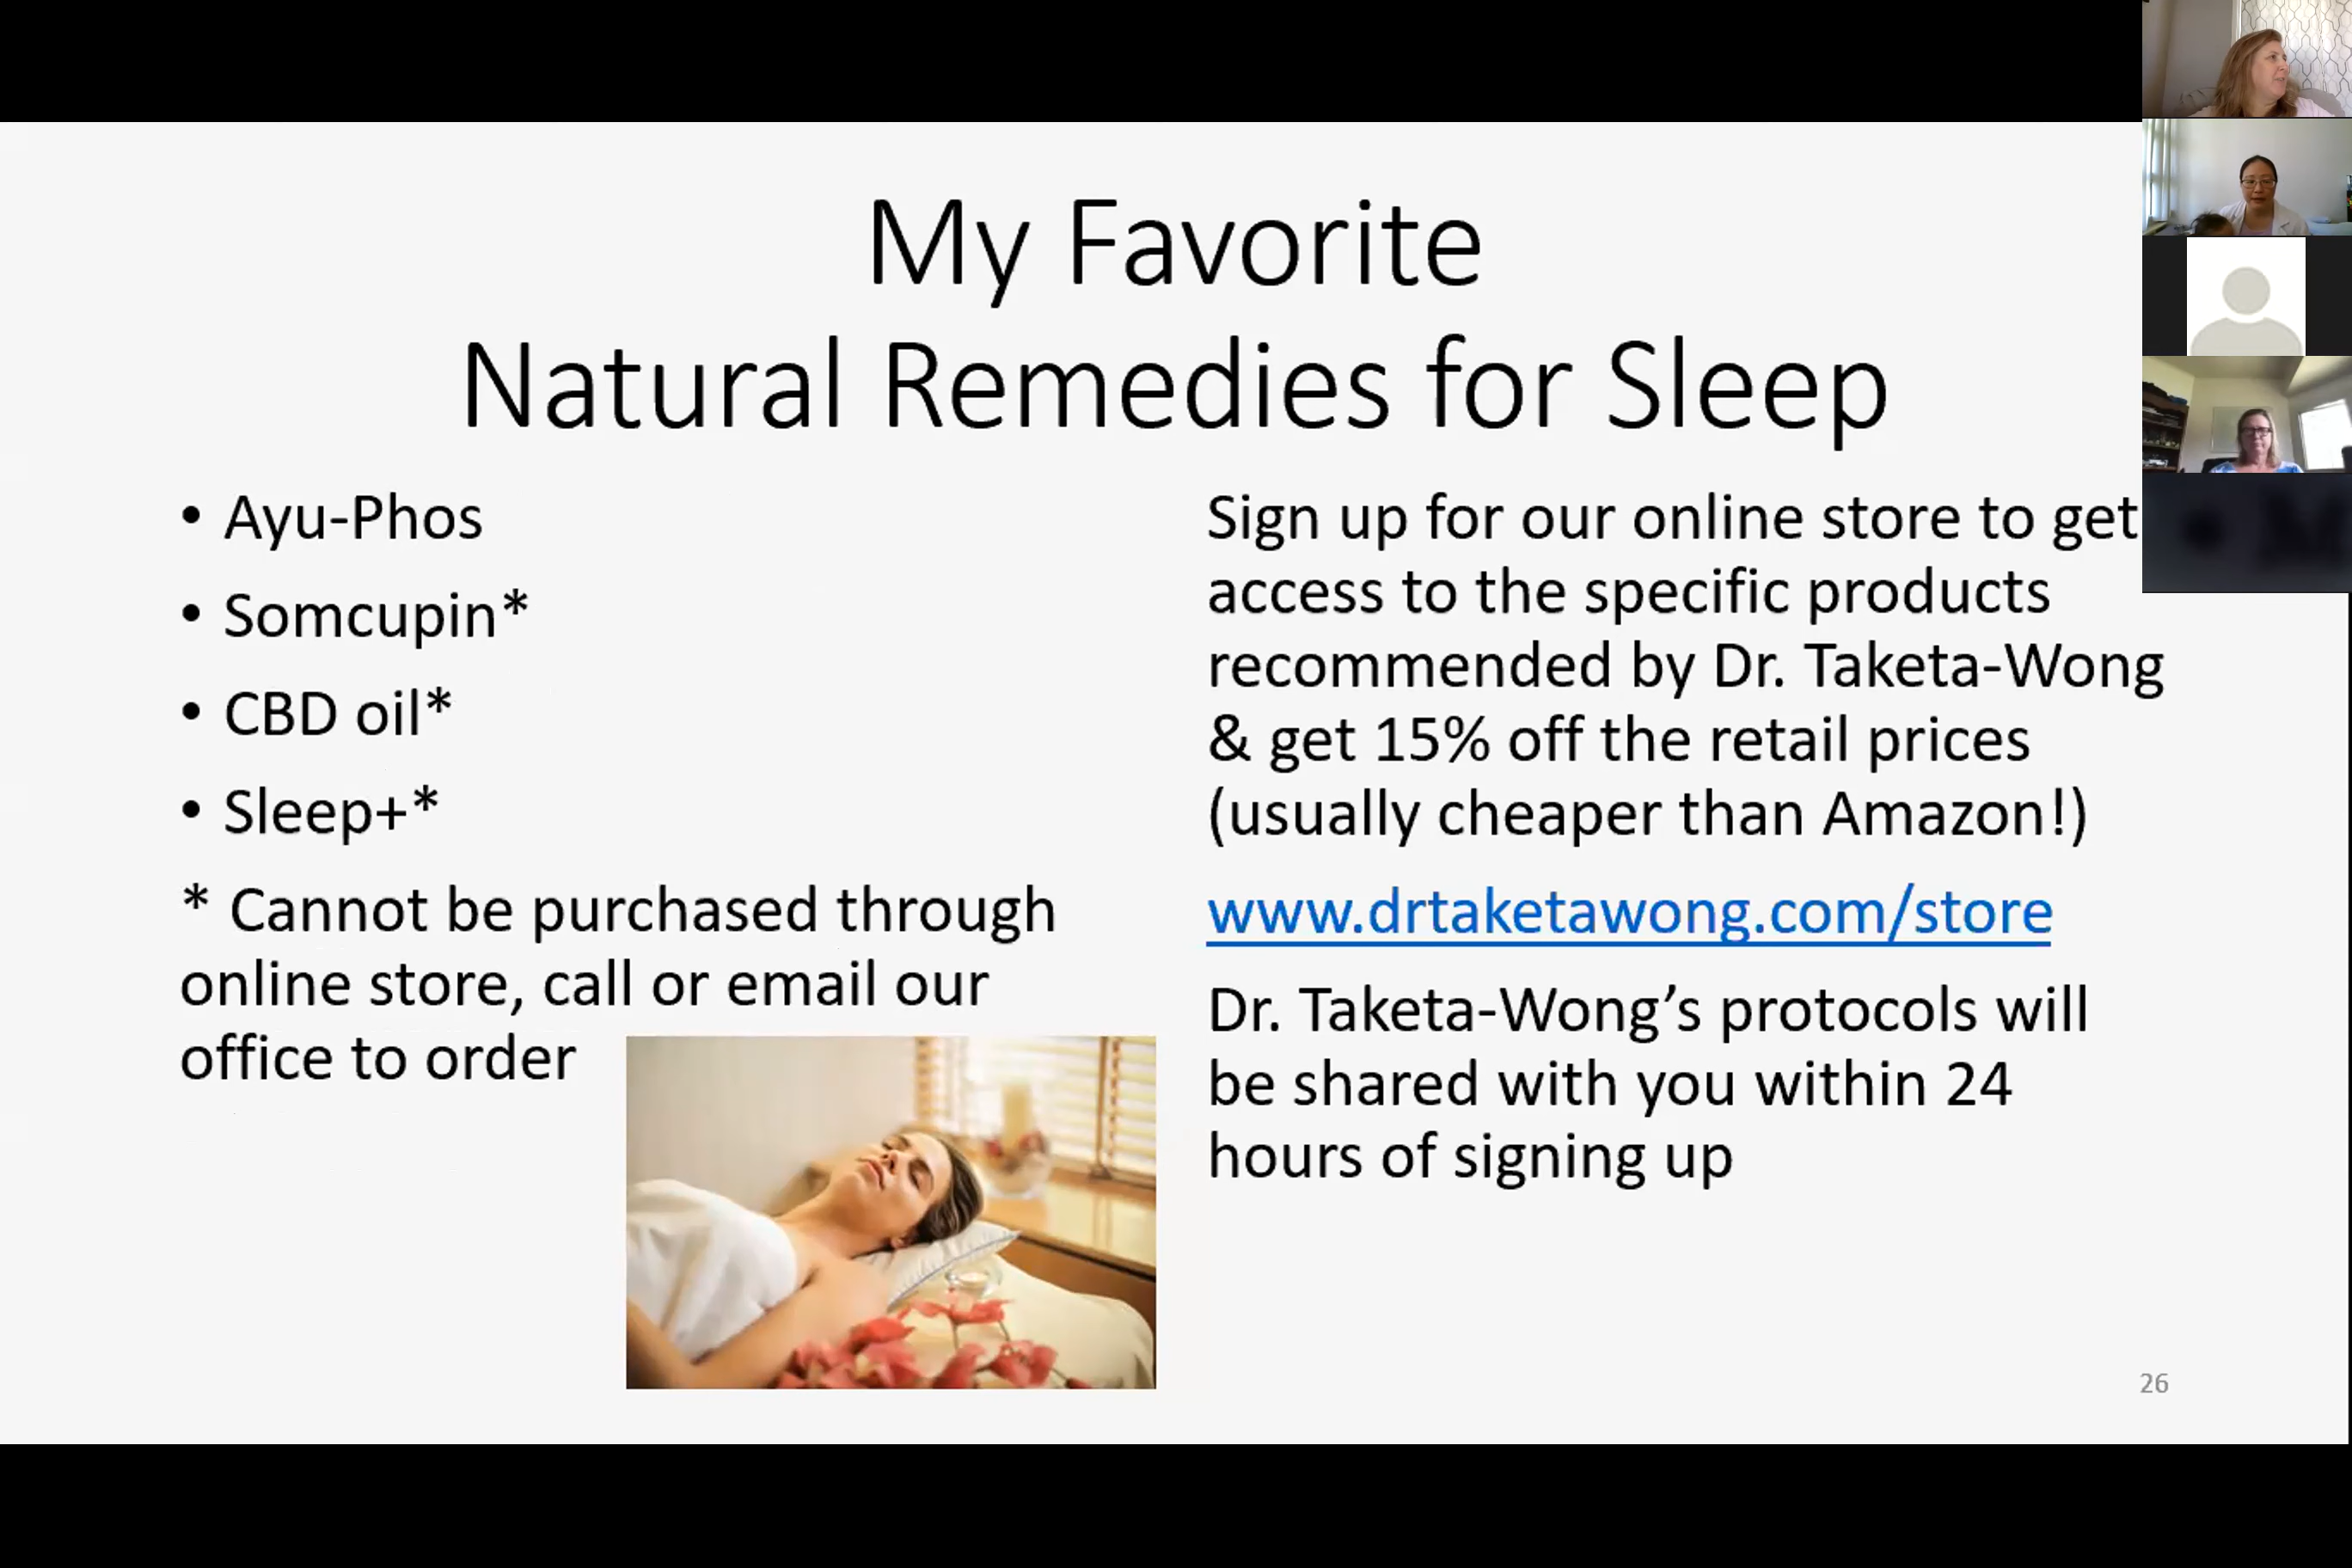 My Favorite
Natural Remedies for Sleep
• Ayu-Phos
• Somcupin*
• CBD oil*
• Sleep+*
* Cannot be purchased through
online store, call or email our
office to order
Sign up for our online store to get
access to the specific products
recommended by Dr. Taketa-Wong
& get 15% off the retail prices
(usually cheaper than Amazon!)
www.drtaketawong.com/store
Dr. Taketa-Wong’s protocols will
be shared with you within 24
hours of signing up
26